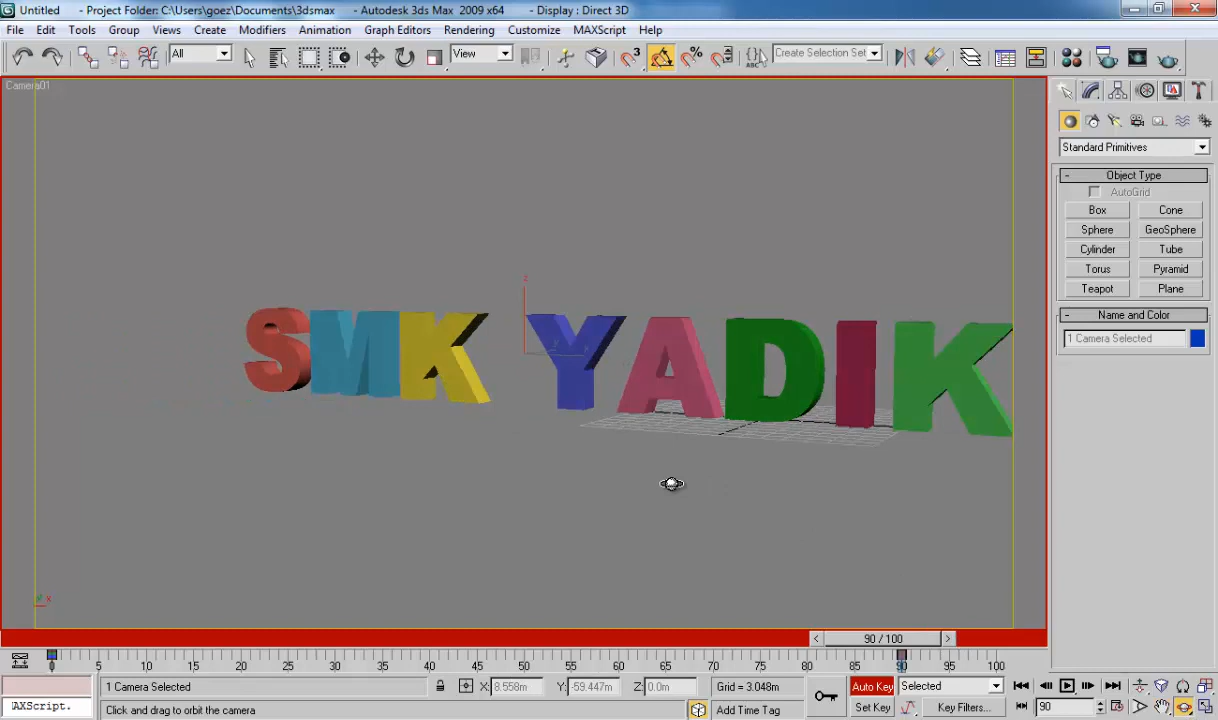 Untitled - Project Folder: C:\Users\goez\Documents\3dsmax - Autodesk 3ds Max 2009 x64 - Display : Direct 3D
File Edit Tools Group Views Create Modifiers Animation Graph Editors Rendering Customize MAXScript Help
All View 3 % Create Selection Set
Camera01
Standard Primitives
- Object Type
AutoGrid
Box Cone
Sphere GeoSphere
Cylinder Tube
Torus Pyramid
Teapot Plane
- Name and Color
1 Camera Selected
z
SMK YADIK
x
90 / 100
5 10 15 20 25 30 35 40 45 50 55 60 65 70 75 80 85 90 95 100
1 Camera Selected X: 8.558m Y: -59.447m Z: 0.0m Grid = 3.048m Auto Key Selected
AXScript. Click and drag to orbit the camera Add Time Tag Set Key Key Filters... 90